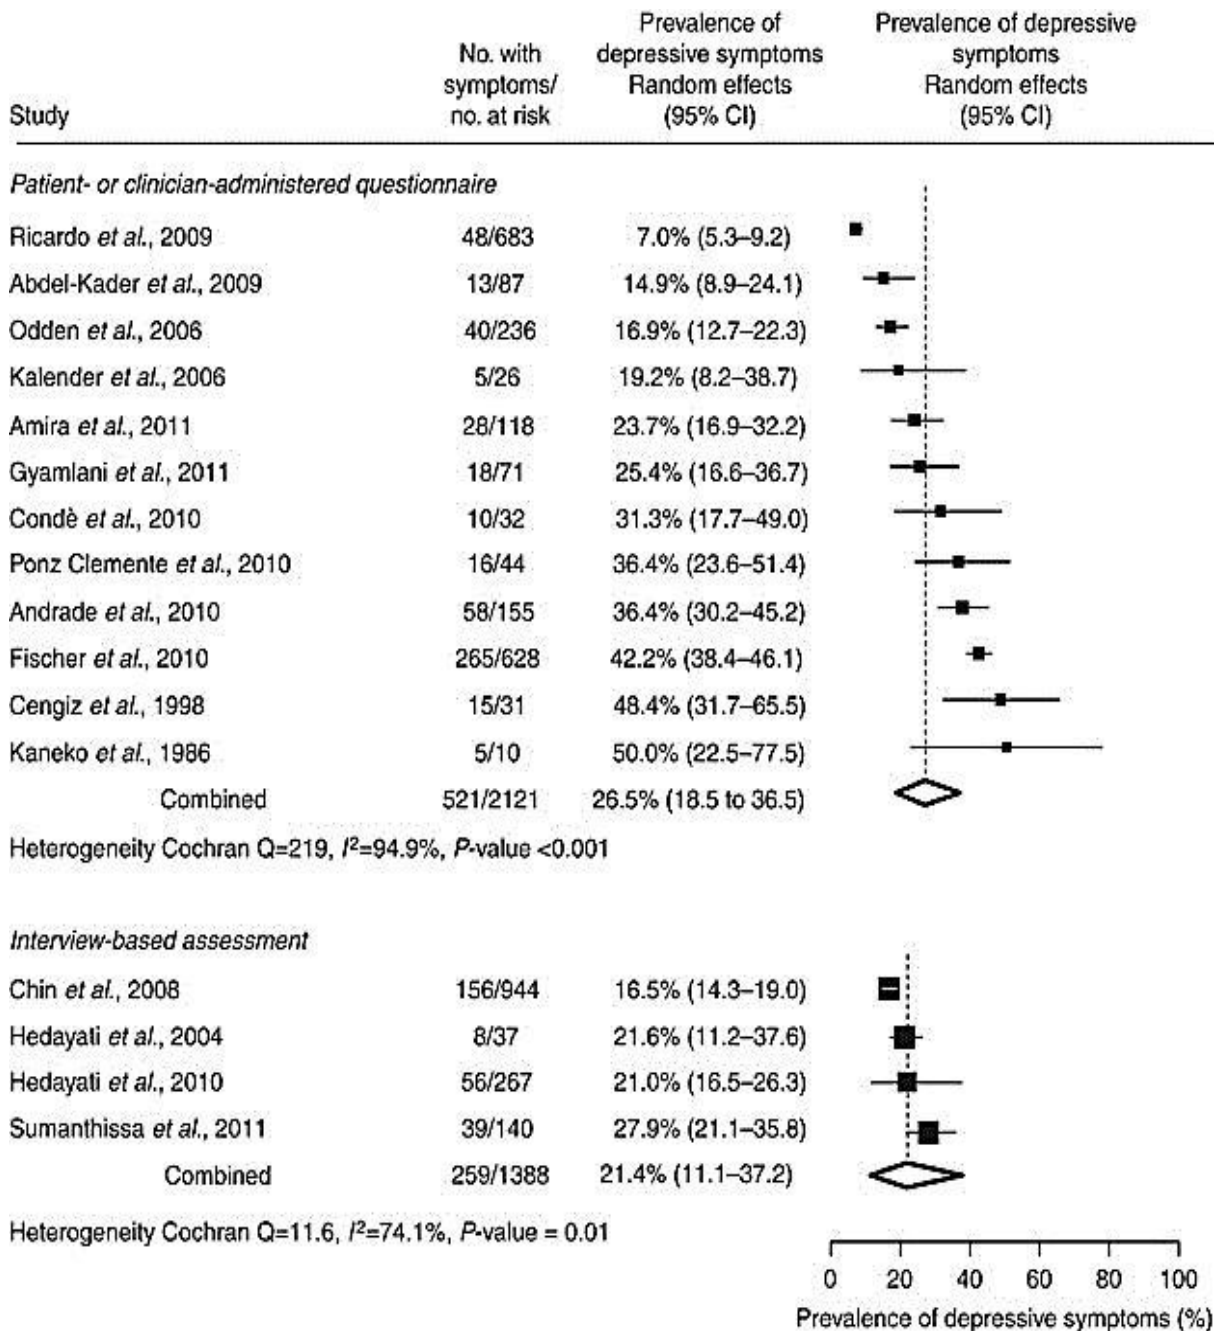 Study
No. with symptoms/ no. at risk
Prevalence of depressive symptoms Random effects (95% CI)
Prevalence of depressive symptoms Random effects (95% CI)
Patient- or clinician-administered questionnaire
Ricardo et al., 2009 48/683 7.0% (5.3–9.2)
Abdel-Kader et al., 2009 13/87 14.9% (8.9–24.1)
Odden et al., 2006 40/236 16.9% (12.7–22.3)
Kalender et al., 2006 5/26 19.2% (8.2–38.7)
Amira et al., 2011 28/118 23.7% (16.9–32.2)
Gyamlani et al., 2011 18/71 25.4% (16.6–36.7)
Condè et al., 2010 10/32 31.3% (17.7–49.0)
Ponz Clemente et al., 2010 16/44 36.4% (23.6–51.4)
Andrade et al., 2010 58/155 36.4% (30.2–45.2)
Fischer et al., 2010 265/628 42.2% (38.4–46.1)
Cengiz et al., 1998 15/31 48.4% (31.7–65.5)
Kaneko et al., 1986 5/10 50.0% (22.5–77.5)
Combined 521/2121 26.5% (18.5 to 36.5)
Heterogeneity Cochran Q=219, I²=94.9%, P-value <0.001
Interview-based assessment
Chin et al., 2008 156/944 16.5% (14.3–19.0)
Hedayati et al., 2004 8/37 21.6% (11.2–37.6)
Hedayati et al., 2010 56/267 21.0% (16.5–26.3)
Sumanthissa et al., 2011 39/140 27.9% (21.1–35.8)
Combined 259/1388 21.4% (11.1–37.2)
Heterogeneity Cochran Q=11.6, I²=74.1%, P-value = 0.01
0 20 40 60 80 100
Prevalence of depressive symptoms (%)